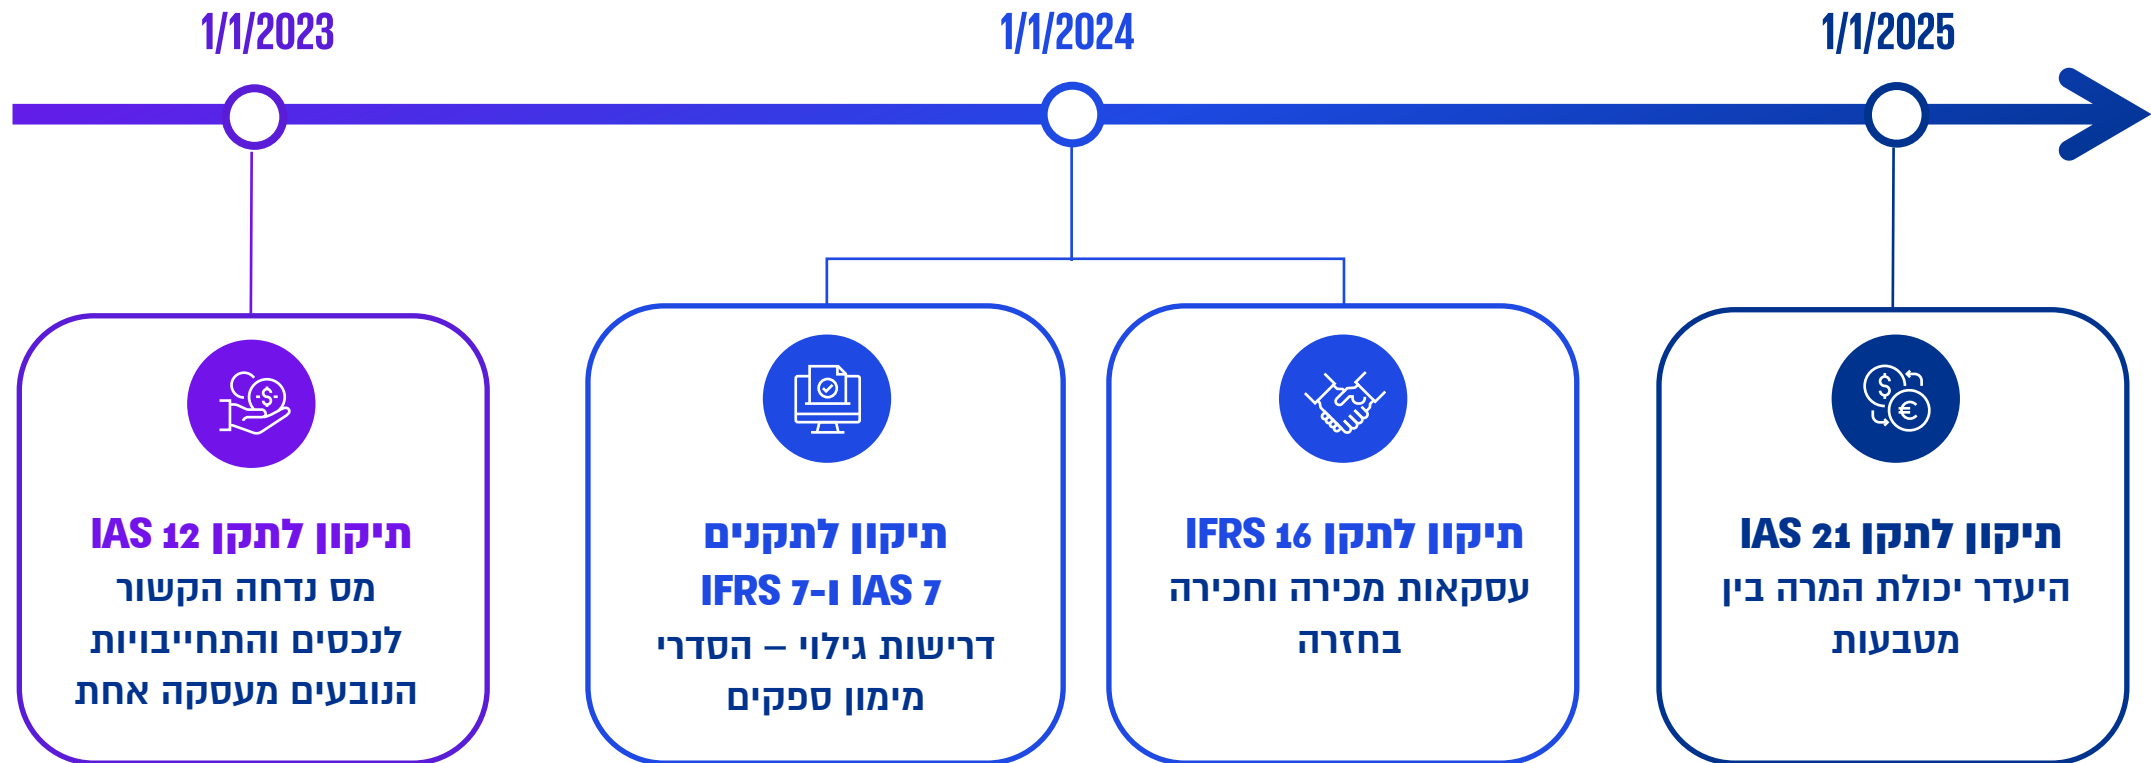 1/1/2023
1/1/2024
1/1/2025
תיקון לתקן IAS 12
מס נדחה הקשור
לנכסים והתחייבויות
הנובעים מעסקה אחת
תיקון לתקנים
IAS 7 ו-IFRS 7
דרישות גילוי – הסדרי
מימון ספקים
תיקון לתקן IFRS 16
עסקאות מכירה וחכירה
בחזרה
תיקון לתקן IAS 21
היעדר יכולת המרה בין
מטבעות